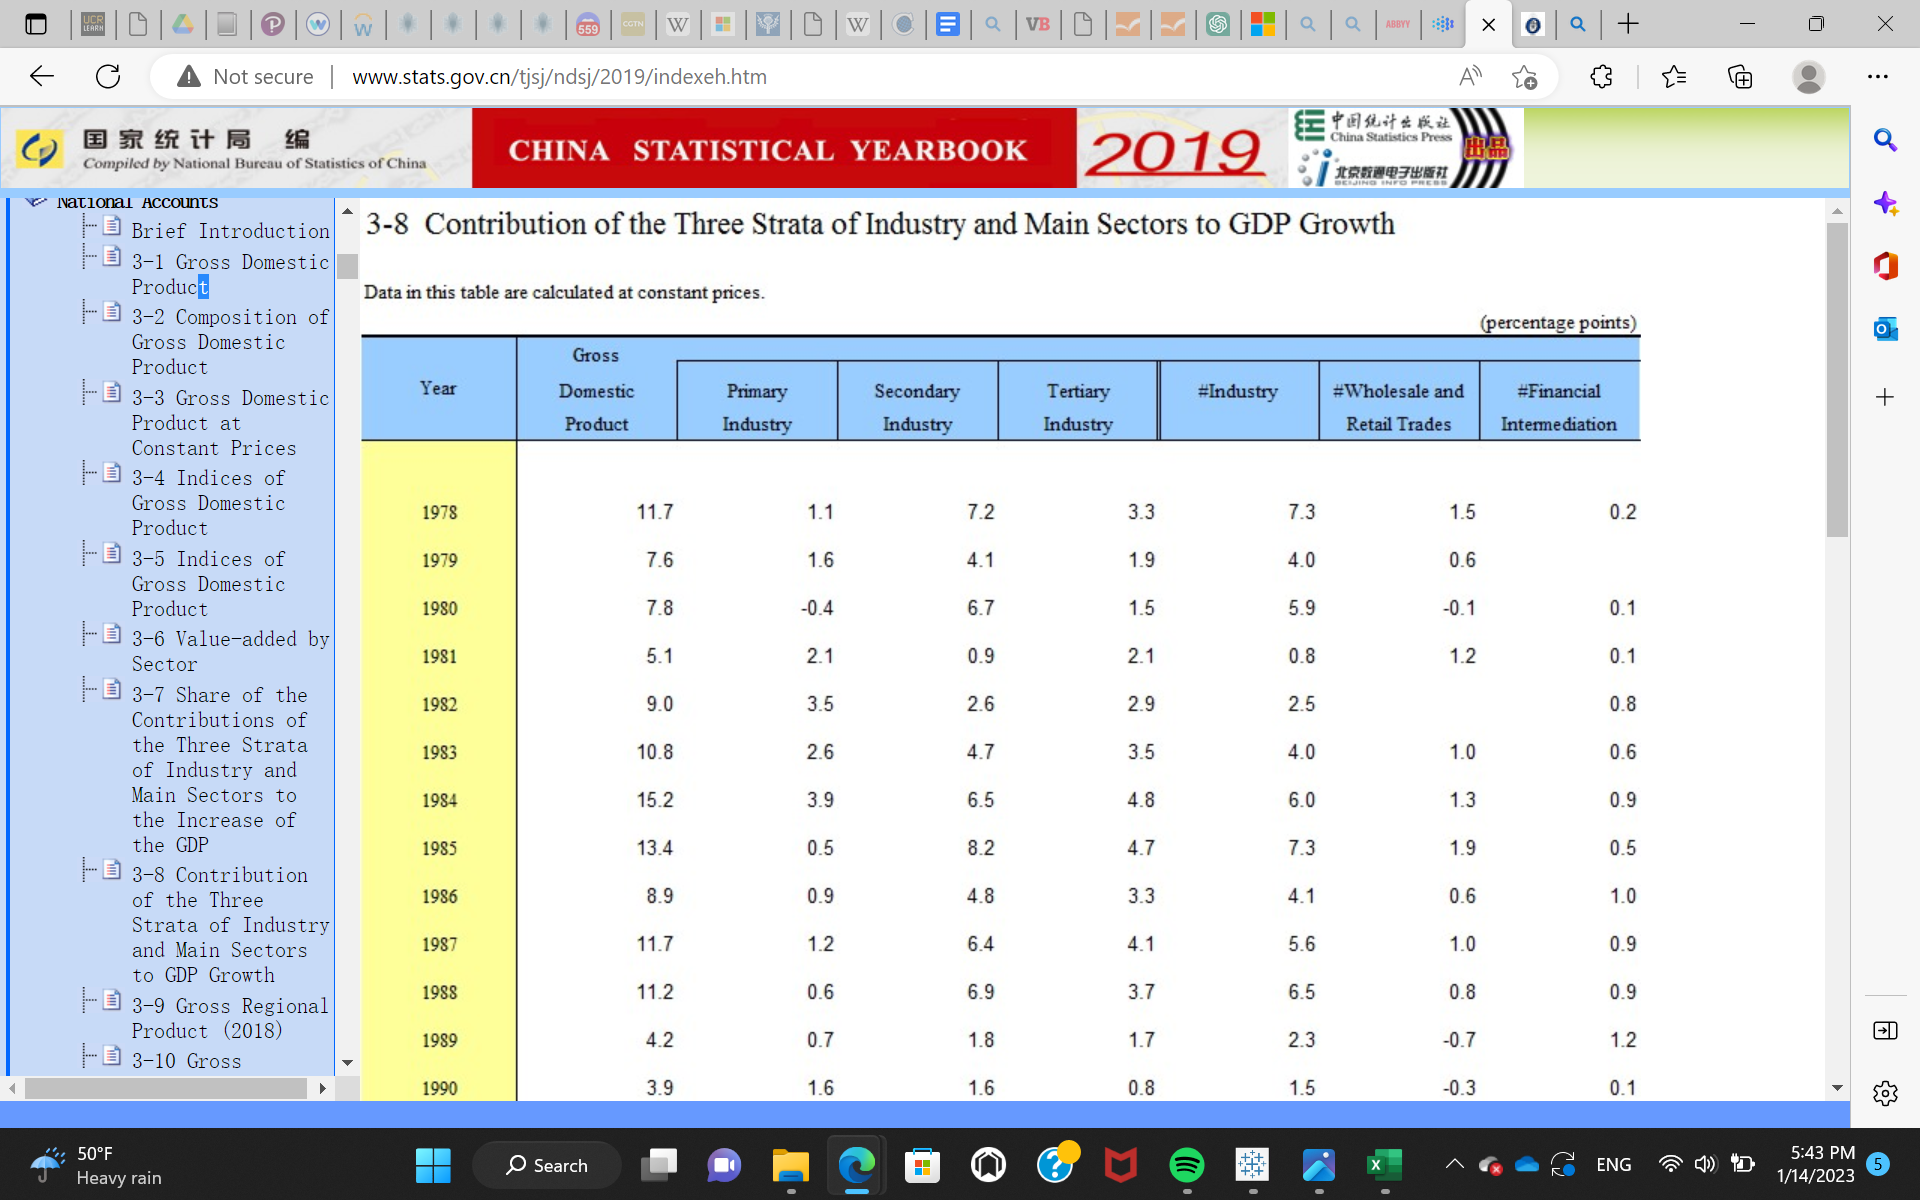 UCR LEARN
559
CCTN
VB
ABBYY
Not secure
www.stats.gov.cn/tjsj/ndsj/2019/indexeh.htm
国家统计局 编
Compiled by National Bureau of Statistics of China
CHINA STATISTICAL YEARBOOK
2019
中国统计出版社
China Statistics Press
北京数通电子出版社
BEIJING INFO PRESS
出品
National Accounts
Brief Introduction
3-1 Gross Domestic
Product
3-2 Composition of
Gross Domestic
Product
3-3 Gross Domestic
Product at
Constant Prices
3-4 Indices of
Gross Domestic
Product
3-5 Indices of
Gross Domestic
Product
3-6 Value-added by
Sector
3-7 Share of the
Contributions of
the Three Strata
of Industry and
Main Sectors to
the Increase of
the GDP
3-8 Contribution
of the Three
Strata of Industry
and Main Sectors
to GDP Growth
3-9 Gross Regional
Product (2018)
3-10 Gross
3-8 Contribution of the Three Strata of Industry and Main Sectors to GDP Growth
Data in this table are calculated at constant prices.
(percentage points)
Year
Gross
Domestic
Product
Primary
Industry
Secondary
Industry
Tertiary
Industry
#Industry
#Wholesale and
Retail Trades
#Financial
Intermediation
1978 11.7 1.1 7.2 3.3 7.3 1.5 0.2
1979 7.6 1.6 4.1 1.9 4.0 0.6
1980 7.8 -0.4 6.7 1.5 5.9 -0.1 0.1
1981 5.1 2.1 0.9 2.1 0.8 1.2 0.1
1982 9.0 3.5 2.6 2.9 2.5 0.8
1983 10.8 2.6 4.7 3.5 4.0 1.0 0.6
1984 15.2 3.9 6.5 4.8 6.0 1.3 0.9
1985 13.4 0.5 8.2 4.7 7.3 1.9 0.5
1986 8.9 0.9 4.8 3.3 4.1 0.6 1.0
1987 11.7 1.2 6.4 4.1 5.6 1.0 0.9
1988 11.2 0.6 6.9 3.7 6.5 0.8 0.9
1989 4.2 0.7 1.8 1.7 2.3 -0.7 1.2
1990 3.9 1.6 1.6 0.8 1.5 -0.3 0.1
50°F
Heavy rain
Search
ENG
5:43 PM
1/14/2023
5